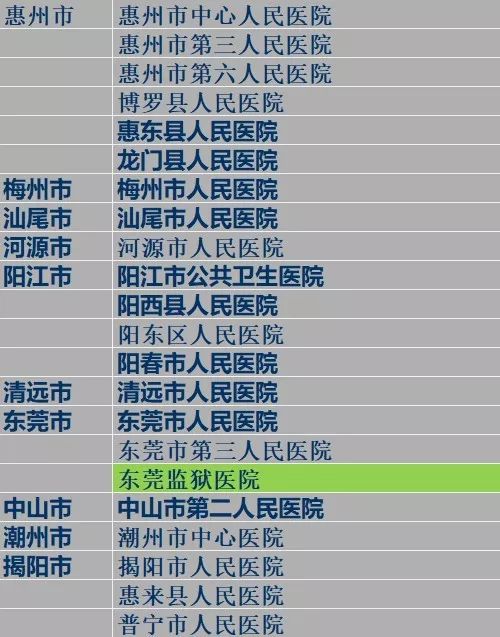 惠州市 惠州市中心人民医院
惠州市第三人民医院
惠州市第六人民医院
博罗县人民医院
惠东县人民医院
龙门县人民医院
梅州市 梅州市人民医院
汕尾市 汕尾市人民医院
河源市 河源市人民医院
阳江市 阳江市公共卫生医院
阳西县人民医院
阳东区人民医院
阳春市人民医院
清远市 清远市人民医院
东莞市 东莞市人民医院
东莞市第三人民医院
东莞监狱医院
中山市 中山市第二人民医院
潮州市 潮州市中心医院
揭阳市 揭阳市人民医院
惠来县人民医院
普宁市人民医院